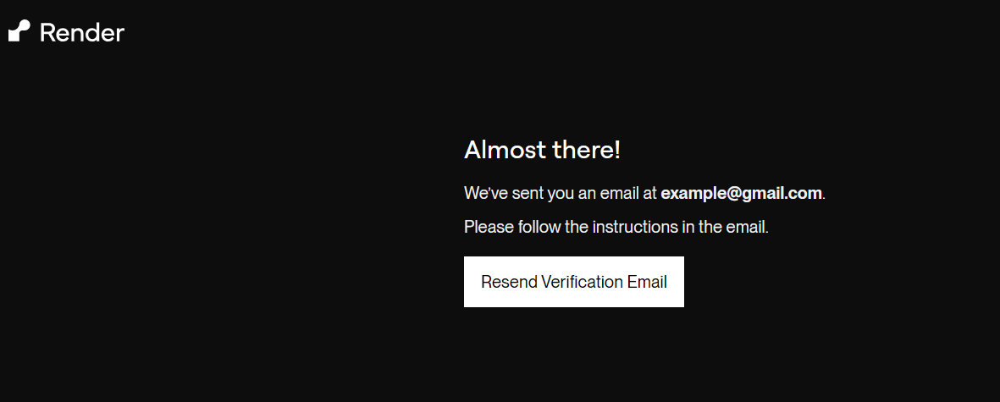 Render
Almost there!
We’ve sent you an email at example@gmail.com.
Please follow the instructions in the email.
Resend Verification Email